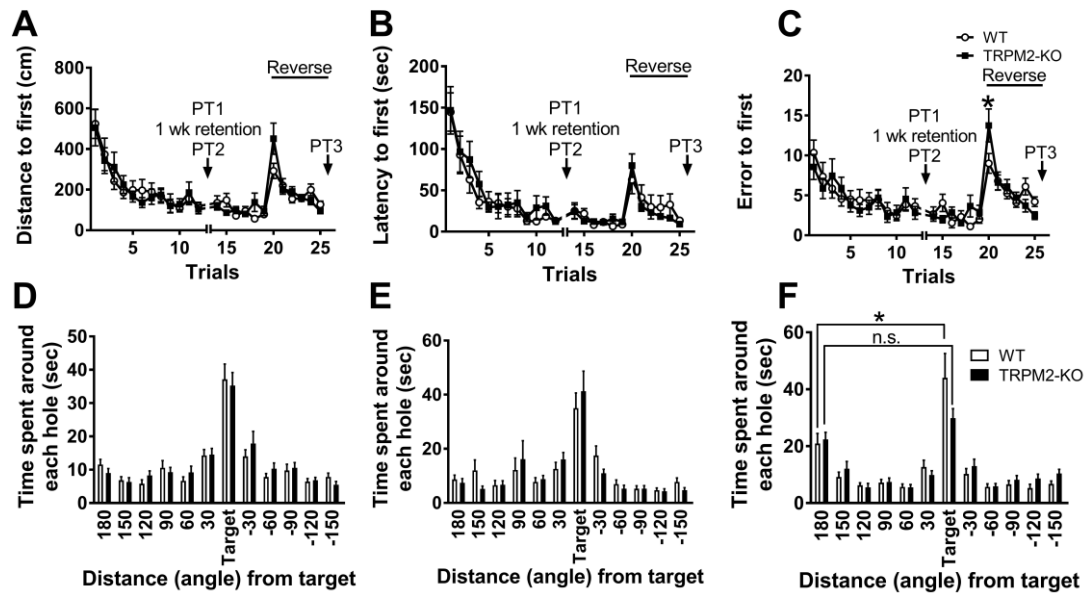 A
Distance to first (cm)
800
600
400
200
0
Reverse
PT1
1 wk retention
PT2
PT3
5
10
15
20
25
Trials
B
Latency to first (sec)
200
150
100
50
0
Reverse
PT1
1 wk retention
PT2
PT3
5
10
15
20
25
Trials
C
WT
TRPM2-KO
Error to first
20
15
10
5
0
Reverse
*
PT1
1 wk retention
PT2
PT3
5
10
15
20
25
Trials
D
Time spent around
each hole (sec)
50
40
30
20
10
0
180
150
120
90
60
30
Target
-30
-60
-90
-120
-150
Distance (angle) from target
E
Time spent around
each hole (sec)
60
40
20
0
180
150
120
90
60
30
Target
-30
-60
-90
-120
-150
Distance (angle) from target
F
Time spent around
each hole (sec)
60
40
20
0
*
n.s.
WT
TRPM2-KO
180
150
120
90
60
30
Target
-30
-60
-90
-120
-150
Distance (angle) from target